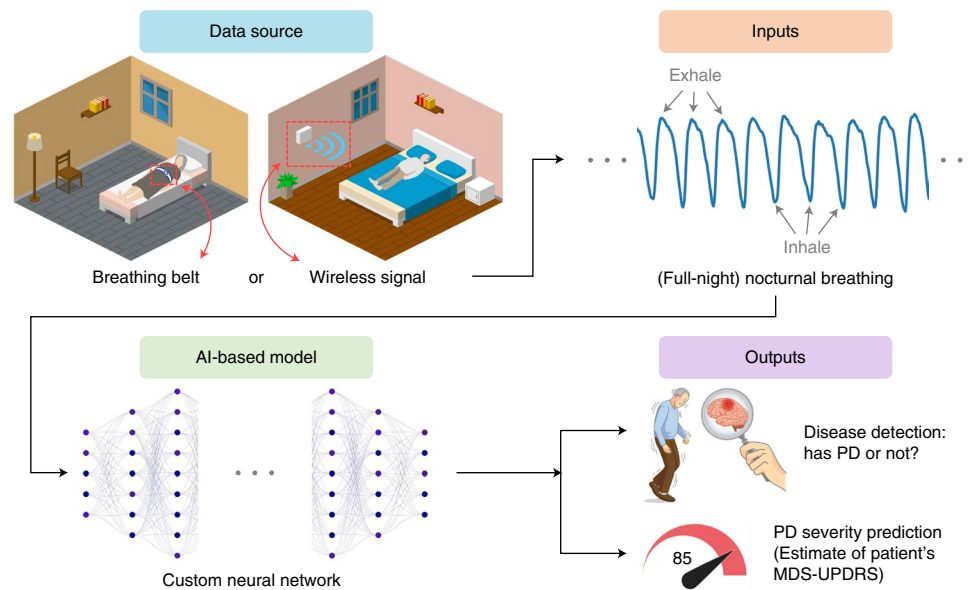 Data source
Inputs
Exhale
Inhale
Breathing belt
or
Wireless signal
(Full-night) nocturnal breathing
AI-based model
Outputs
Disease detection:
has PD or not?
85
PD severity prediction
(Estimate of patient's
MDS-UPDRS)
Custom neural network